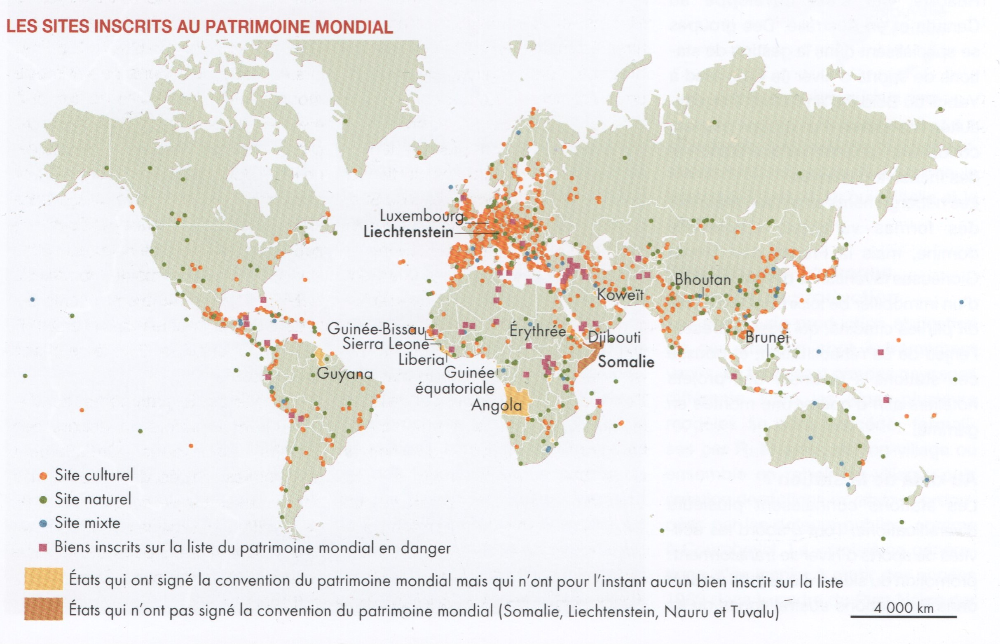 LES SITES INSCRITS AU PATRIMOINE MONDIAL
Luxembourg
Liechtenstein
Bhoutan
Koweït
Guinée-Bissau
Érythrée
Djibouti
Brunei
Sierra Leone
Liberia
Somalie
Guyana
Guinée
équatoriale
Angola
Site culturel
Site naturel
Site mixte
Biens inscrits sur la liste du patrimoine mondial en danger
États qui ont signé la convention du patrimoine mondial mais qui n'ont pour l'instant aucun bien inscrit sur la liste
États qui n'ont pas signé la convention du patrimoine mondial (Somalie, Liechtenstein, Nauru et Tuvalu)
4 000 km